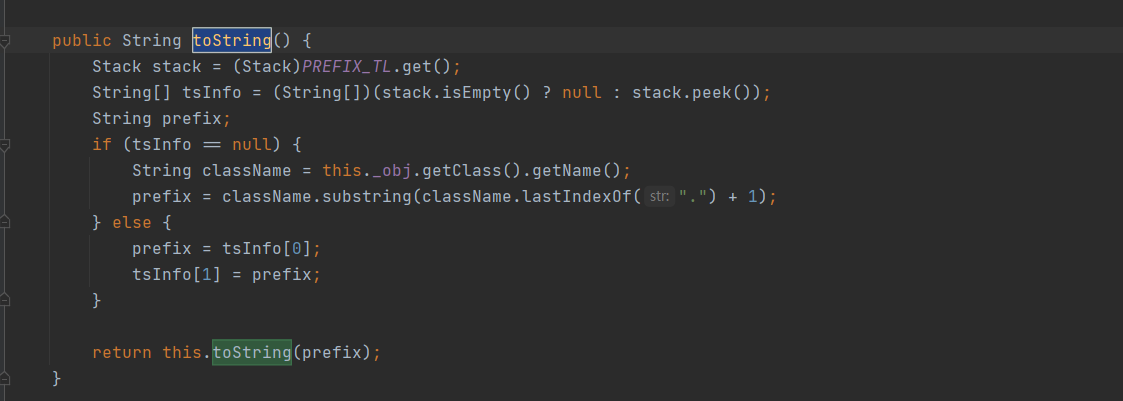 public String toString() {
Stack stack = (Stack)PREFIX_TL.get();
String[] tsInfo = (String[])(stack.isEmpty() ? null : stack.peek());
String prefix;
if (tsInfo == null) {
String className = this._obj.getClass().getName();
prefix = className.substring(className.lastIndexOf( str: ".") + 1);
} else {
prefix = tsInfo[0];
tsInfo[1] = prefix;
}
return this.toString(prefix);
}